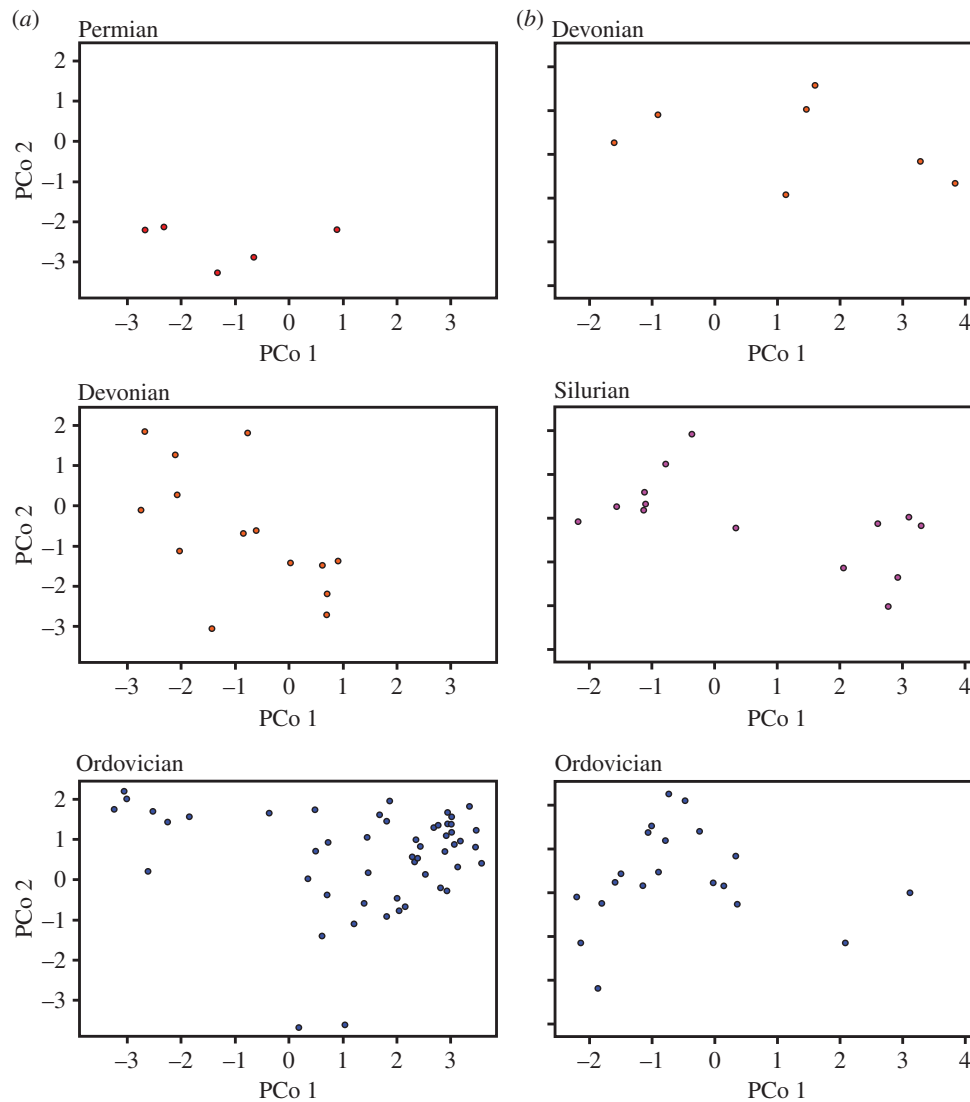 (a)
Permian
2
1
0
–1
–2
–3
PCo 2
–3 –2 –1 0 1 2 3
PCo 1
Devonian
2
1
0
–1
–2
–3
PCo 2
–3 –2 –1 0 1 2 3
PCo 1
Ordovician
2
1
0
–1
–2
–3
PCo 2
–3 –2 –1 0 1 2 3
PCo 1
(b)
Devonian
–2 –1 0 1 2 3 4
PCo 1
Silurian
–2 –1 0 1 2 3 4
PCo 1
Ordovician
–2 –1 0 1 2 3 4
PCo 1